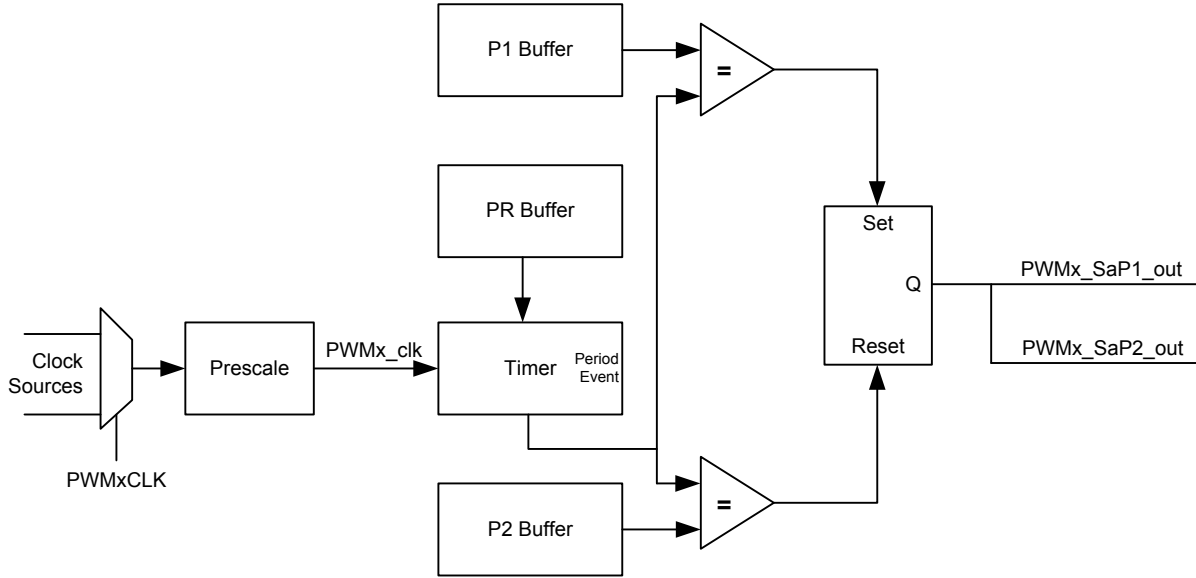 P1 Buffer
=
PR Buffer
Set
Q
PWMx_SaP1_out
Reset
PWMx_SaP2_out
Clock
Sources
Prescale
PWMx_clk
Timer
Period
Event
PWMxCLK
P2 Buffer
=